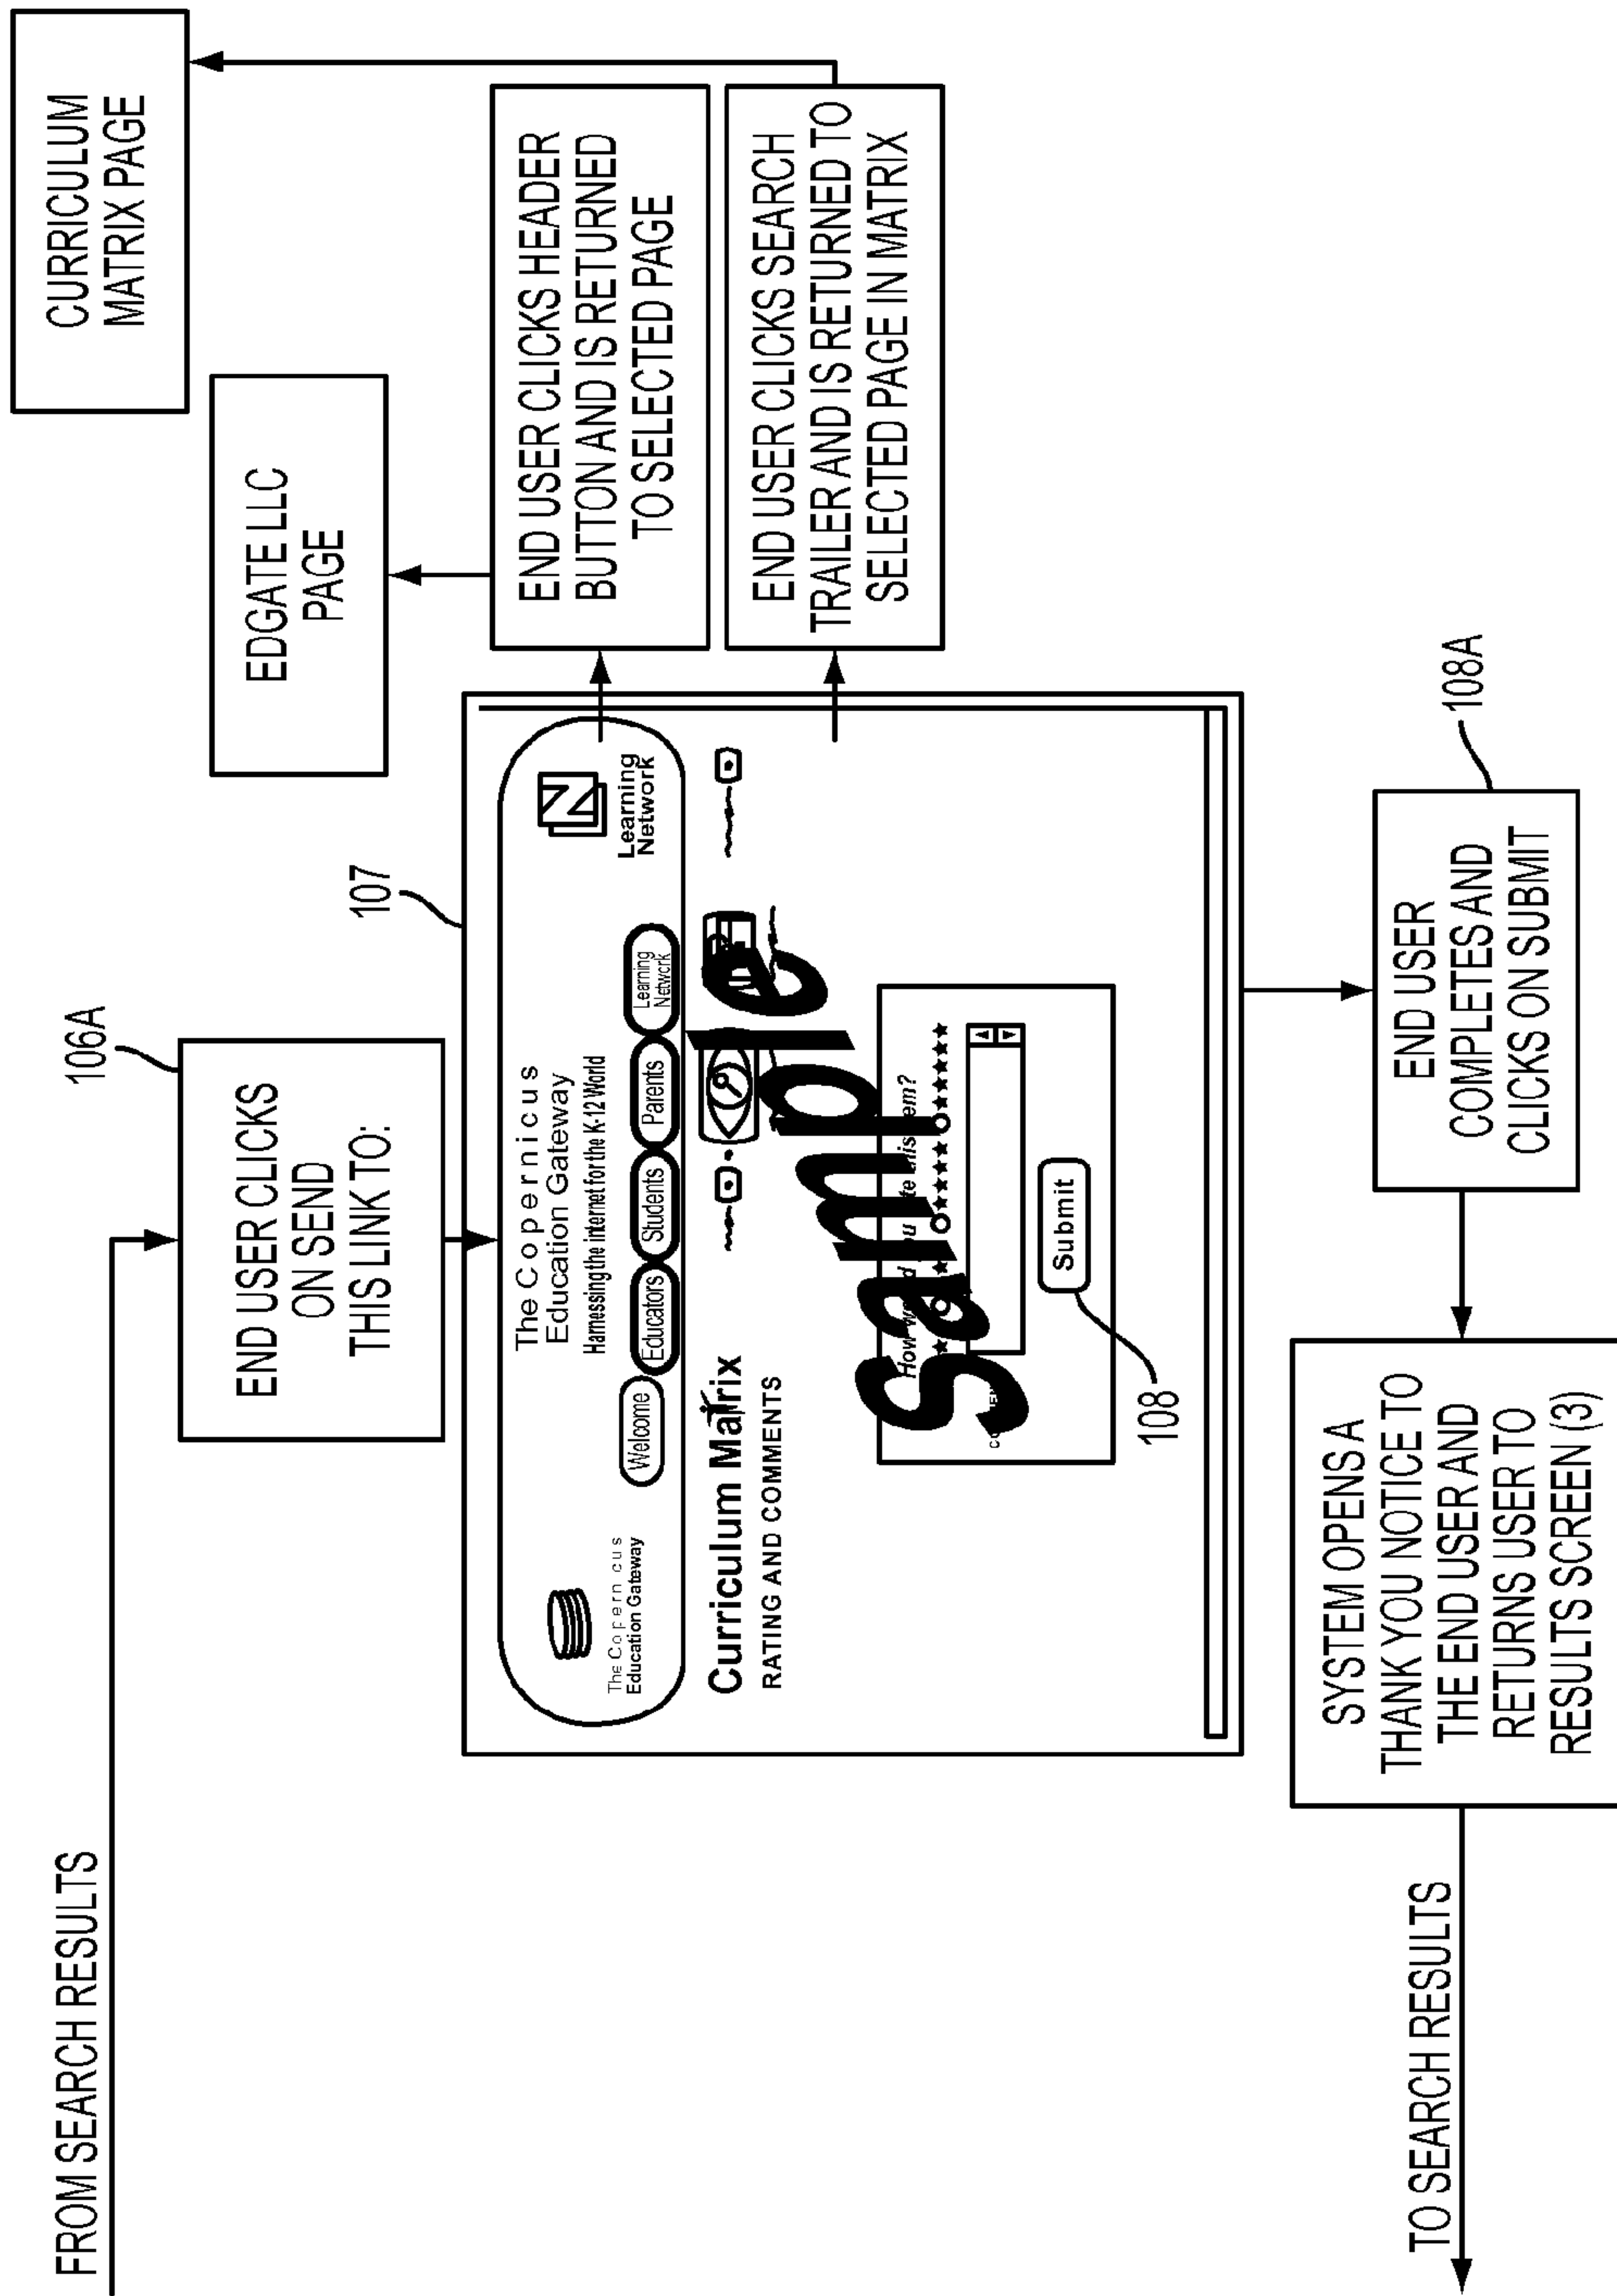 FROM SEARCH RESULTS
106A
END USER CLICKS
ON SEND
THIS LINK TO:
CURRICULUM
MATRIX PAGE
EDGATE LLC
PAGE
107
END USER CLICKS HEADER
BUTTON AND IS RETURNED
TO SELECTED PAGE
END USER CLICKS SEARCH
TRAILER AND IS RETURNED TO
SELECTED PAGE IN MATRIX
The Copernicus
Education Gateway
The Copernicus
Education Gateway
Harnessing the internet for the K-12 World
Learning
Network
Welcome
Educators
Students
Parents
Learning
Network
Curriculum Matrix
RATING AND COMMENTS
Sample
How
this
Submit
108
108A
END USER
COMPLETES AND
CLICKS ON SUBMIT
SYSTEM OPENS A
THANK YOU NOTICE TO
THE END USER AND
RETURNS USER TO
RESULTS SCREEN (3)
TO SEARCH RESULTS